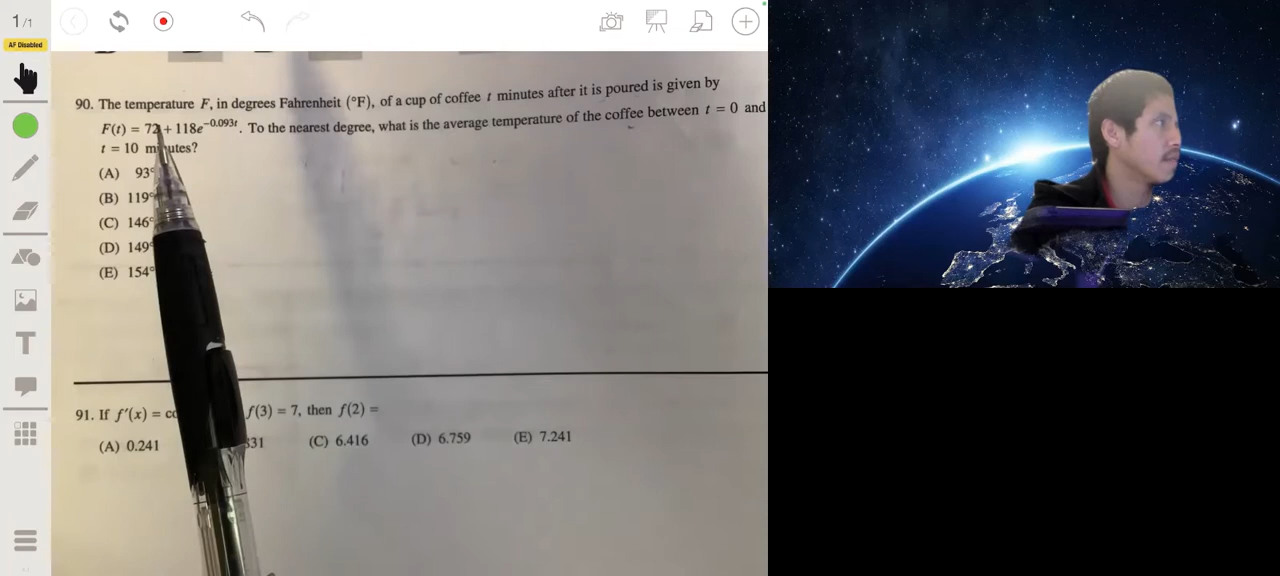 1/1
AF Disabled
90. The temperature F, in degrees Fahrenheit (°F), of a cup of coffee t minutes after it is poured is given by
F(t) = 72 + 118e^{-0.093t}. To the nearest degree, what is the average temperature of the coffee between t = 0 and
t = 10 minutes?
(A) 93°
(B) 119°
(C) 146°
(D) 149°
(E) 154°
91. If f′(x) = f(3) = 7, then f(2) =
(A) 0.241 (C) 6.416 (D) 6.759 (E) 7.241
T